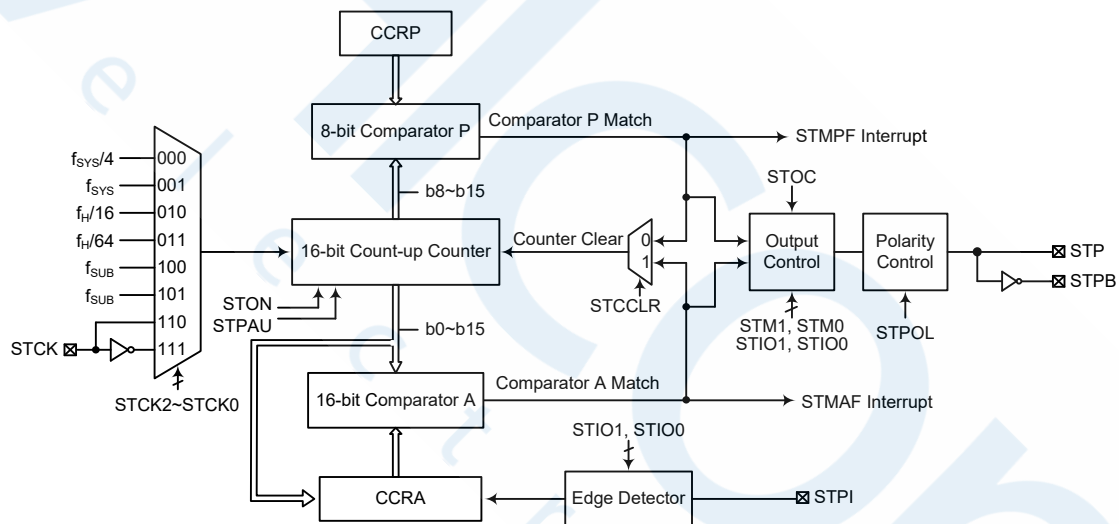 CCRP
8-bit Comparator P
Comparator P Match
STMPF Interrupt
fSYS/4
000
fSYS
001
fH/16
010
fH/64
011
fSUB
100
fSUB
101
110
111
STCK
STCK2~STCK0
b8~b15
16-bit Count-up Counter
Counter Clear
0
1
STCCLR
STON
STPAU
b0~b15
STOC
Output
Control
STM1, STM0
STIO1, STIO0
Polarity
Control
STPOL
STP
STPB
16-bit Comparator A
Comparator A Match
STMAF Interrupt
STIO1, STIO0
CCRA
Edge Detector
STPI